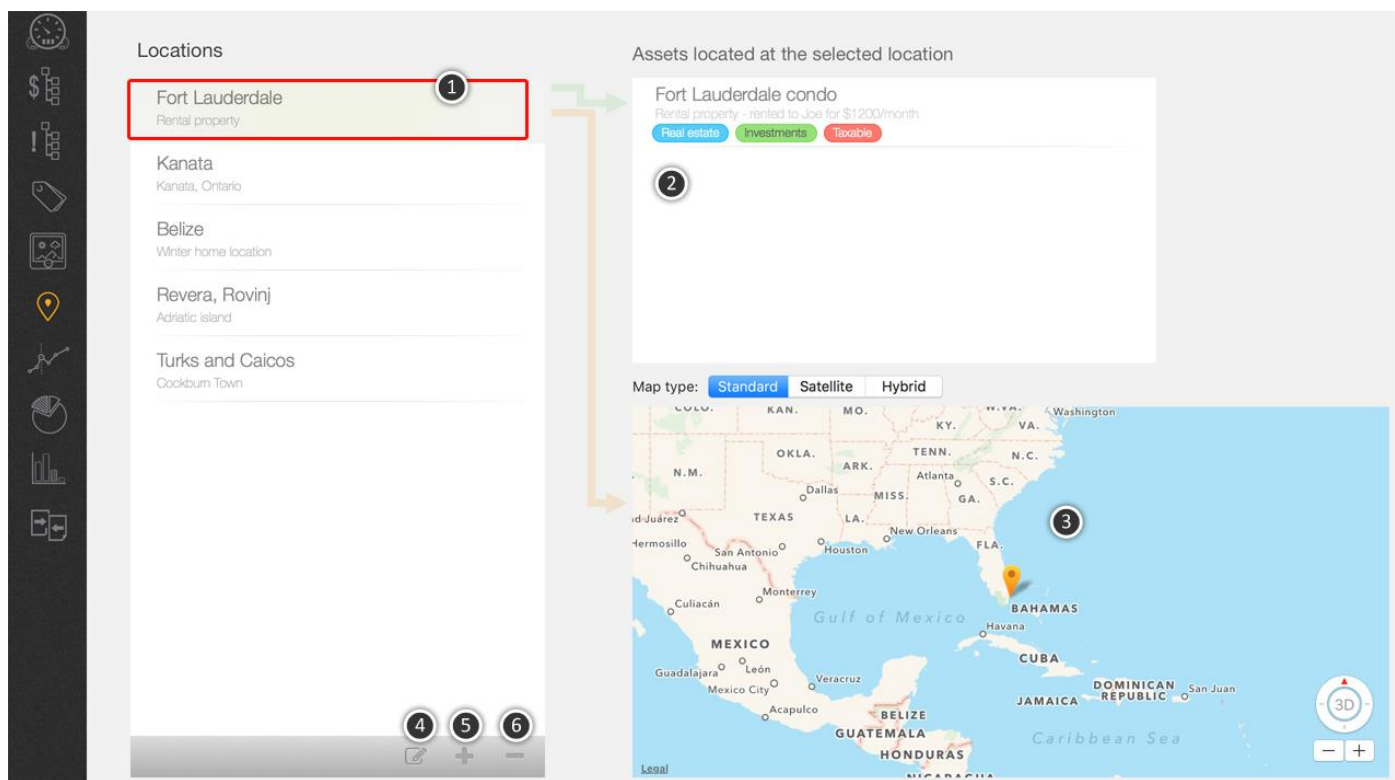 Locations
Fort Lauderdale
Rental property
Kanata
Kanata, Ontario
Belize
Winter home location
Revera, Rovinj
Adriatic island
Turks and Caicos
Cockburn Town
1
Assets located at the selected location
Fort Lauderdale condo
Rental property - rented to Joe for $1200/month
Real estate Investments Taxable
2
Map type: Standard Satellite Hybrid
COLO. KAN. MO. W.VA. Washington
KY. VA.
OKLA. TENN. N.C.
N.M. ARK. Atlanta S.C.
Dallas MISS. GA.
3
d Juárez TEXAS LA.
New Orleans
Hermosillo San Antonio Houston FLA.
Chihuahua
Monterrey
Culiacán
Gulf of Mexico
BAHAMAS
Havana
MEXICO
CUBA
Guadalajara León
Mexico City Veracruz
DOMINICAN
REPUBLIC San Juan
JAMAICA
Acapulco
BELIZE
GUATEMALA
HONDURAS
Caribbean Sea
NICARAGUA
Legal
3D
4 5 6